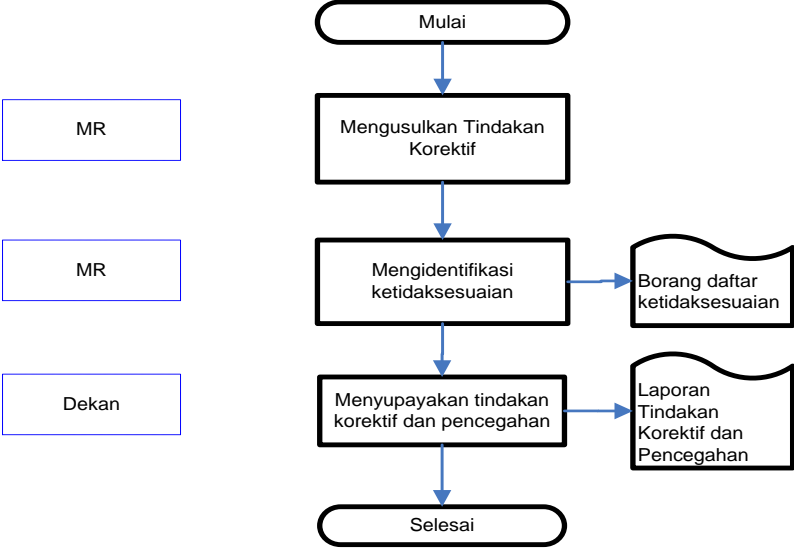 Mulai
MR
Mengusulkan Tindakan
Korektif
MR
Mengidentifikasi
ketidaksesuaian
Borang daftar
ketidaksesuaian
Dekan
Menyupayakan tindakan
korektif dan pencegahan
Laporan
Tindakan
Korektif dan
Pencegahan
Selesai